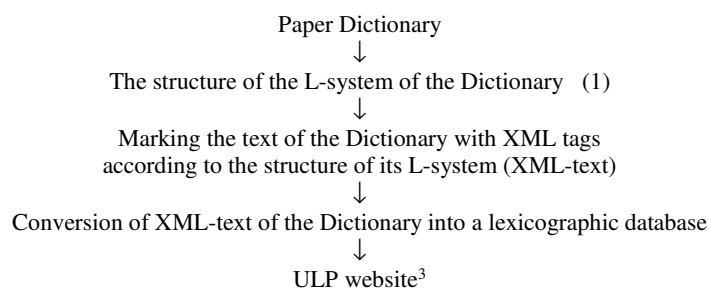 Paper Dictionary
↓
The structure of the L-system of the Dictionary (1)
↓
Marking the text of the Dictionary with XML tags
according to the structure of its L-system (XML-text)
↓
Conversion of XML-text of the Dictionary into a lexicographic database
↓
ULP website³